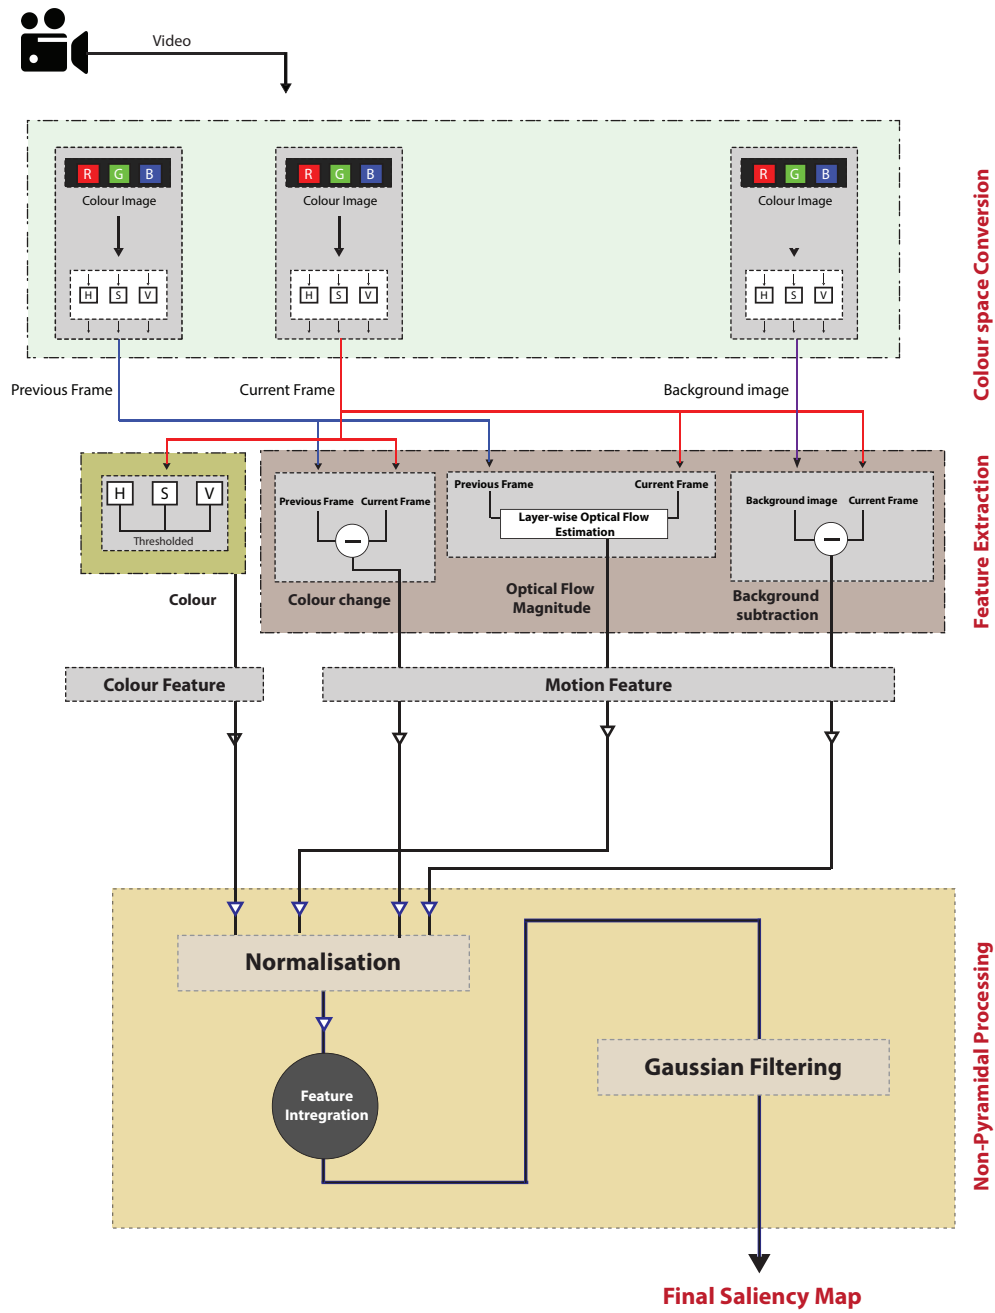 Video
R G B
Colour Image
H S V
R G B
Colour Image
H S V
R G B
Colour Image
H S V
Colour space Conversion
Previous Frame
Current Frame
Background image
H S V
Thresholded
Colour
Previous Frame Current Frame
Colour change
Previous Frame
Current Frame
Layer-wise Optical Flow
Estimation
Optical Flow
Magnitude
Background image Current Frame
Background
subtraction
Feature Extraction
Colour Feature
Motion Feature
Normalisation
Feature
Intregration
Gaussian Filtering
Non-Pyramidal Processing
Final Saliency Map